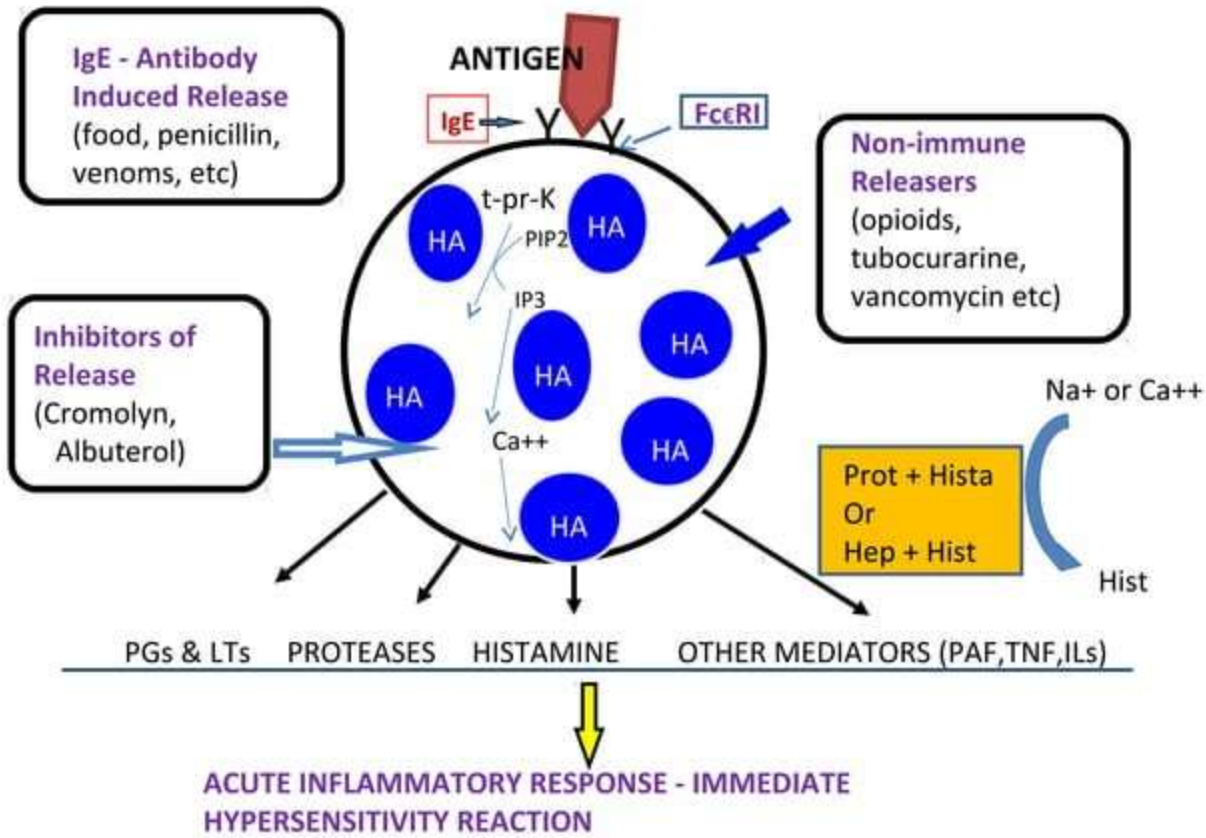 IgE - Antibody
Induced Release
(food, penicillin,
venoms, etc)
ANTIGEN
IgE
FcϵRI
Non-immune
Releasers
(opioids,
tubocurarine,
vancomycin etc)
Inhibitors of
Release
(Cromolyn,
Albuterol)
t-pr-K
PIP2
IP3
Ca++
HA
HA
HA
HA
HA
HA
HA
Na+ or Ca++
Prot + Hista
Or
Hep + Hist
Hist
PGs & LTs PROTEASES HISTAMINE OTHER MEDIATORS (PAF,TNF,ILs)
ACUTE INFLAMMATORY RESPONSE - IMMEDIATE
HYPERSENSITIVITY REACTION